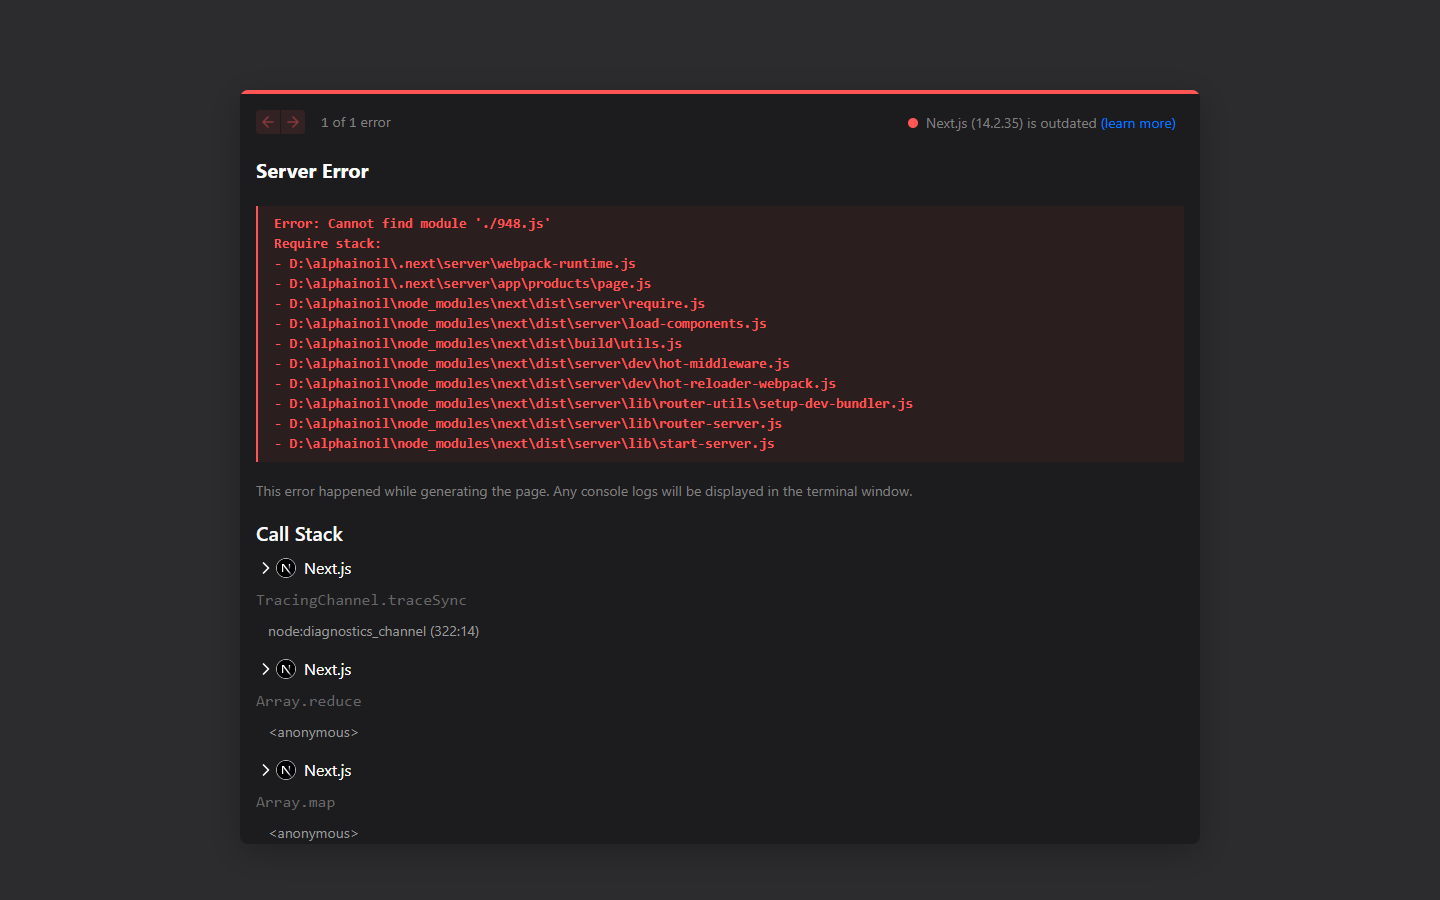 1 of 1 error
Next.js (14.2.35) is outdated (learn more)
Server Error
Error: Cannot find module './948.js'
Require stack:
- D:\alphainoil\.next\server\webpack-runtime.js
- D:\alphainoil\.next\server\app\products\page.js
- D:\alphainoil\node_modules\next\dist\server\require.js
- D:\alphainoil\node_modules\next\dist\server\load-components.js
- D:\alphainoil\node_modules\next\dist\build\utils.js
- D:\alphainoil\node_modules\next\dist\server\dev\hot-middleware.js
- D:\alphainoil\node_modules\next\dist\server\dev\hot-reloader-webpack.js
- D:\alphainoil\node_modules\next\dist\server\lib\router-utils\setup-dev-bundler.js
- D:\alphainoil\node_modules\next\dist\server\lib\router-server.js
- D:\alphainoil\node_modules\next\dist\server\lib\start-server.js
This error happened while generating the page. Any console logs will be displayed in the terminal window.
Call Stack
N Next.js
TracingChannel.traceSync
node:diagnostics_channel (322:14)
N Next.js
Array.reduce
<anonymous>
N Next.js
Array.map
<anonymous>